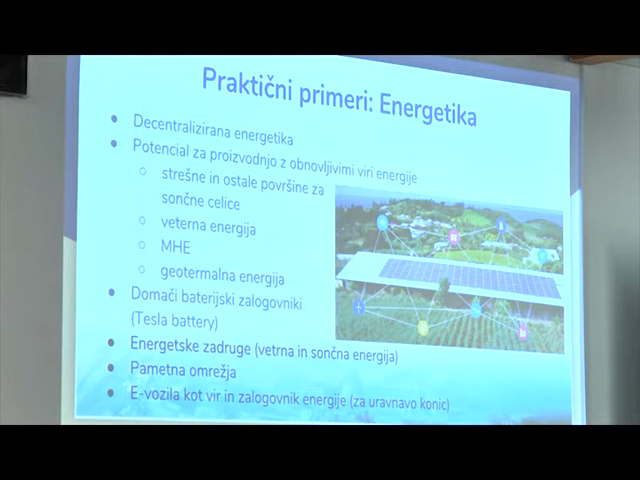 Praktični primeri: Energetika
• Decentralizirana energetika
• Potencial za proizvodnjo z obnovljivimi viri energije
○ strešne in ostale površine za
sončne celice
○ veterna energija
○ MHE
○ geotermalna energija
• Domači baterijski zalogovniki
(Tesla battery)
• Energetske zadruge (vetrna in sončna energija)
• Pametna omrežja
• E-vozila kot vir in zalogovnik energije (za uravnavo konic)